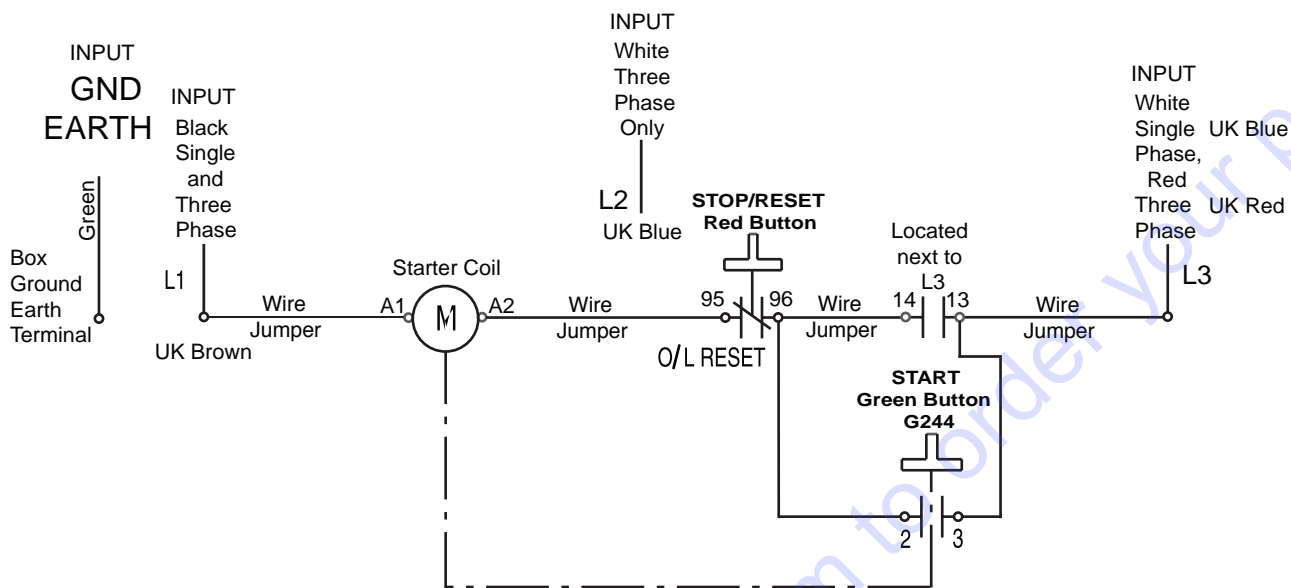 INPUT
GND
EARTH
Green
Box
Ground
Earth
Terminal
INPUT
Black
Single
and
Three
Phase
L1
UK Brown
Wire
Jumper
Starter Coil
A1
M
A2
Wire
Jumper
INPUT
White
Three
Phase
Only
L2
UK Blue
STOP/RESET
Red Button
95
96
O/L RESET
Wire
Jumper
Located
next to
L3
14
13
Wire
Jumper
START
Green Button
G244
2
3
INPUT
White
Single UK Blue
Phase,
Red
Three UK Red
Phase
L3
m to order your p